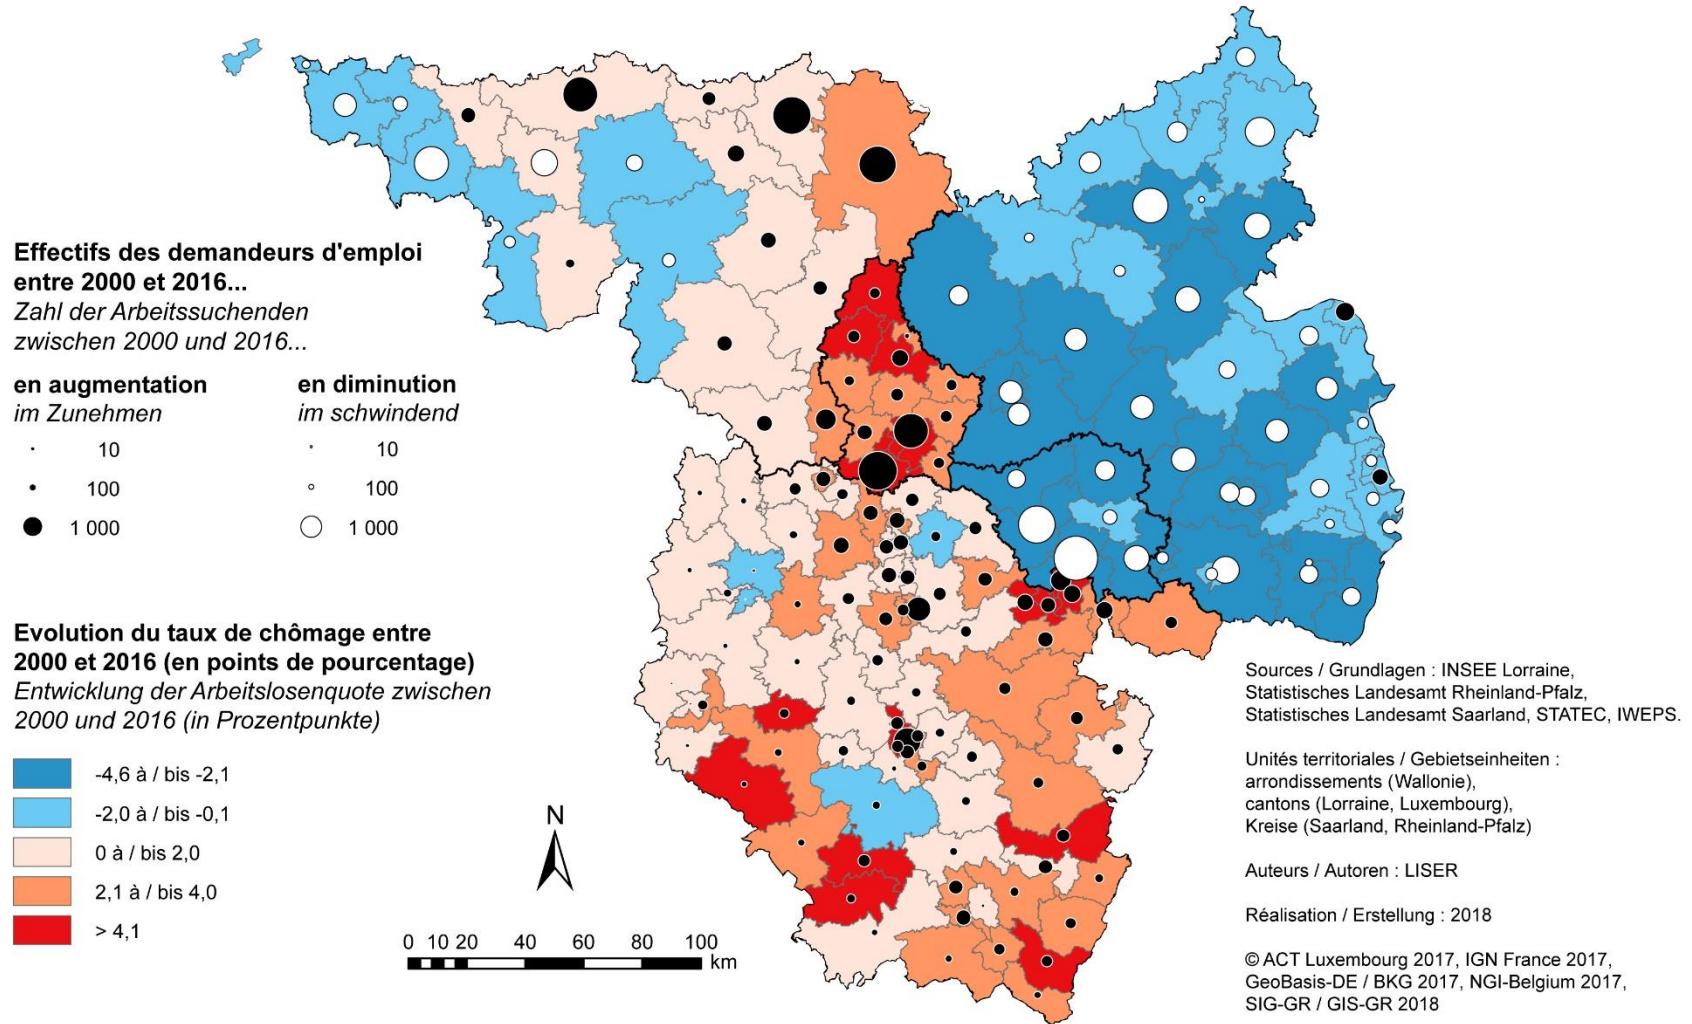 Effectifs des demandeurs d'emploi
entre 2000 et 2016...
Zahl der Arbeitssuchenden
zwischen 2000 und 2016...
en augmentation
im Zunehmen
10
100
1 000
en diminution
im schwindend
10
100
1 000
Evolution du taux de chômage entre
2000 et 2016 (en points de pourcentage)
Entwicklung der Arbeitslosenquote zwischen
2000 und 2016 (in Prozentpunkte)
-4,6 à / bis -2,1
-2,0 à / bis -0,1
0 à / bis 2,0
2,1 à / bis 4,0
> 4,1
N
0 10 20 40 60 80 100
km
Sources / Grundlagen : INSEE Lorraine,
Statistisches Landesamt Rheinland-Pfalz,
Statistisches Landesamt Saarland, STATEC, IWEPS.
Unités territoriales / Gebietseinheiten :
arrondissements (Wallonie),
cantons (Lorraine, Luxembourg),
Kreise (Saarland, Rheinland-Pfalz)
Auteurs / Autoren : LISER
Réalisation / Erstellung : 2018
© ACT Luxembourg 2017, IGN France 2017,
GeoBasis-DE / BKG 2017, NGI-Belgium 2017,
SIG-GR / GIS-GR 2018